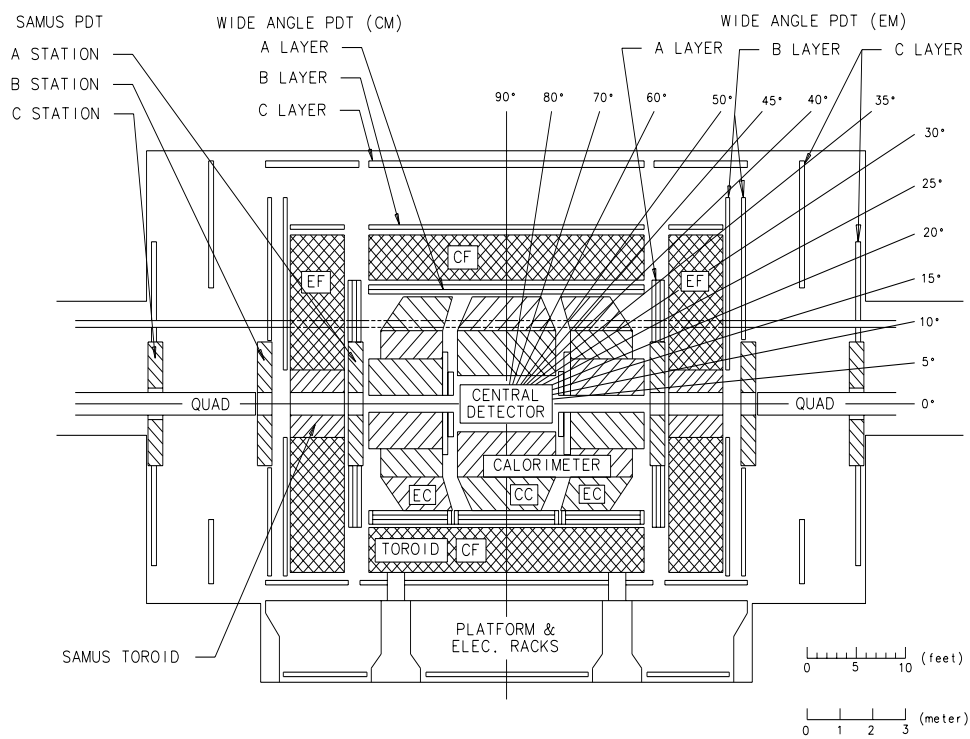 SAMUS PDT
A STATION
B STATION
C STATION
WIDE ANGLE PDT (CM)
A LAYER
B LAYER
C LAYER
WIDE ANGLE PDT (EM)
A LAYER
B LAYER
C LAYER
90°
80°
70°
60°
50°
45°
40°
35°
30°
25°
20°
15°
10°
5°
0°
EF
CF
EF
QUAD
CENTRAL
DETECTOR
QUAD
CALORIMETER
EC
CC
EC
TOROID
CF
SAMUS TOROID
PLATFORM &
ELEC. RACKS
0 5 10 (feet)
0 1 2 3 (meter)